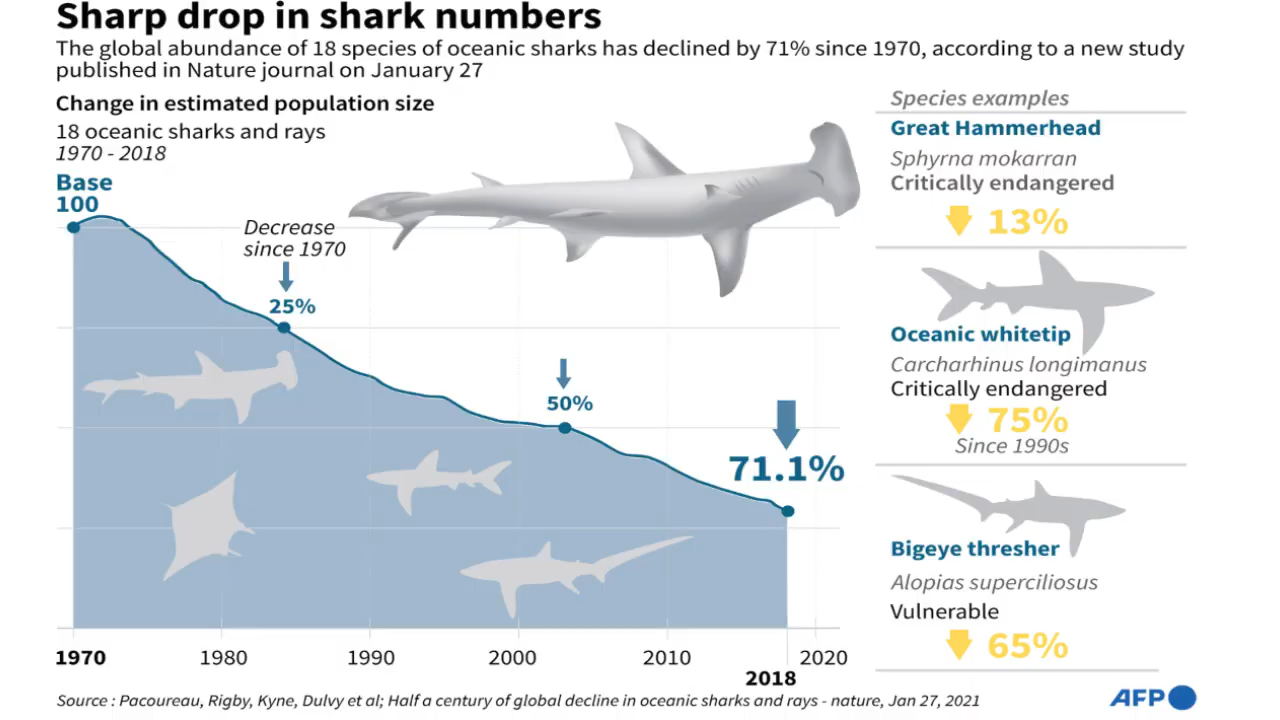 Sharp drop in shark numbers
The global abundance of 18 species of oceanic sharks has declined by 71% since 1970, according to a new study
published in Nature journal on January 27
Change in estimated population size
18 oceanic sharks and rays
1970 - 2018
Base
100
Decrease
since 1970
25%
50%
71.1%
1970
1980
1990
2000
2010
2020
2018
Species examples
Great Hammerhead
Sphyrna mokarran
Critically endangered
13%
Oceanic whitetip
Carcharhinus longimanus
Critically endangered
75%
Since 1990s
Bigeye thresher
Alopias superciliosus
Vulnerable
65%
Source : Pacoureau, Rigby, Kyne, Dulvy et al; Half a century of global decline in oceanic sharks and rays - nature, Jan 27, 2021
AFP